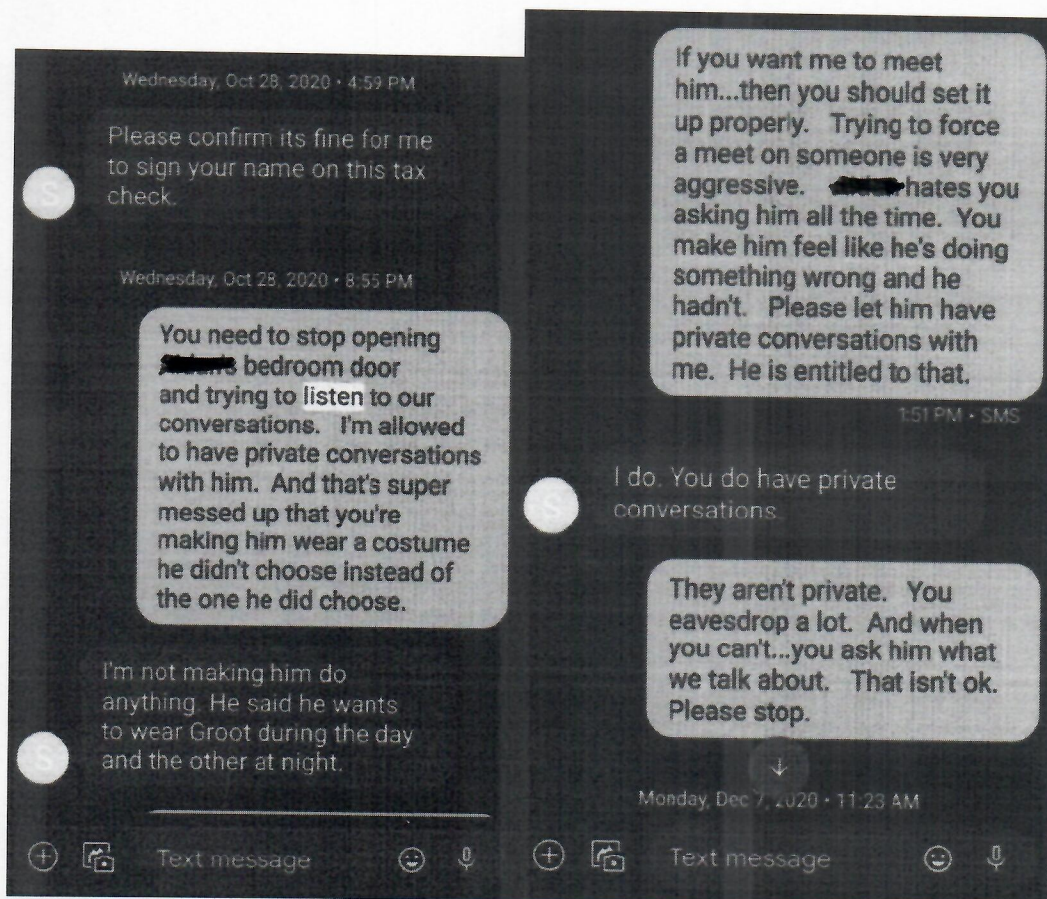 Wednesday, Oct 28, 2020 • 4:59 PM
Please confirm its fine for me
to sign your name on this tax
check.
S
Wednesday, Oct 28, 2020 • 8:55 PM
You need to stop opening
bedroom door
and trying to listen to our
conversations. I'm allowed
to have private conversations
with him. And that's super
messed up that you're
making him wear a costume
he didn't choose instead of
the one he did choose.
I'm not making him do
anything. He said he wants
to wear Groot during the day
and the other at night.
S
Text message
If you want me to meet
him...then you should set it
up properly. Trying to force
a meet on someone is very
aggressive. hates you
asking him all the time. You
make him feel like he's doing
something wrong and he
hadn't. Please let him have
private conversations with
me. He is entitled to that.
1:51 PM • SMS
I do. You do have private
conversations.
S
They aren't private. You
eavesdrop a lot. And when
you can't...you ask him what
we talk about. That isn't ok.
Please stop.
Monday, Dec 7, 2020 • 11:23 AM
Text message